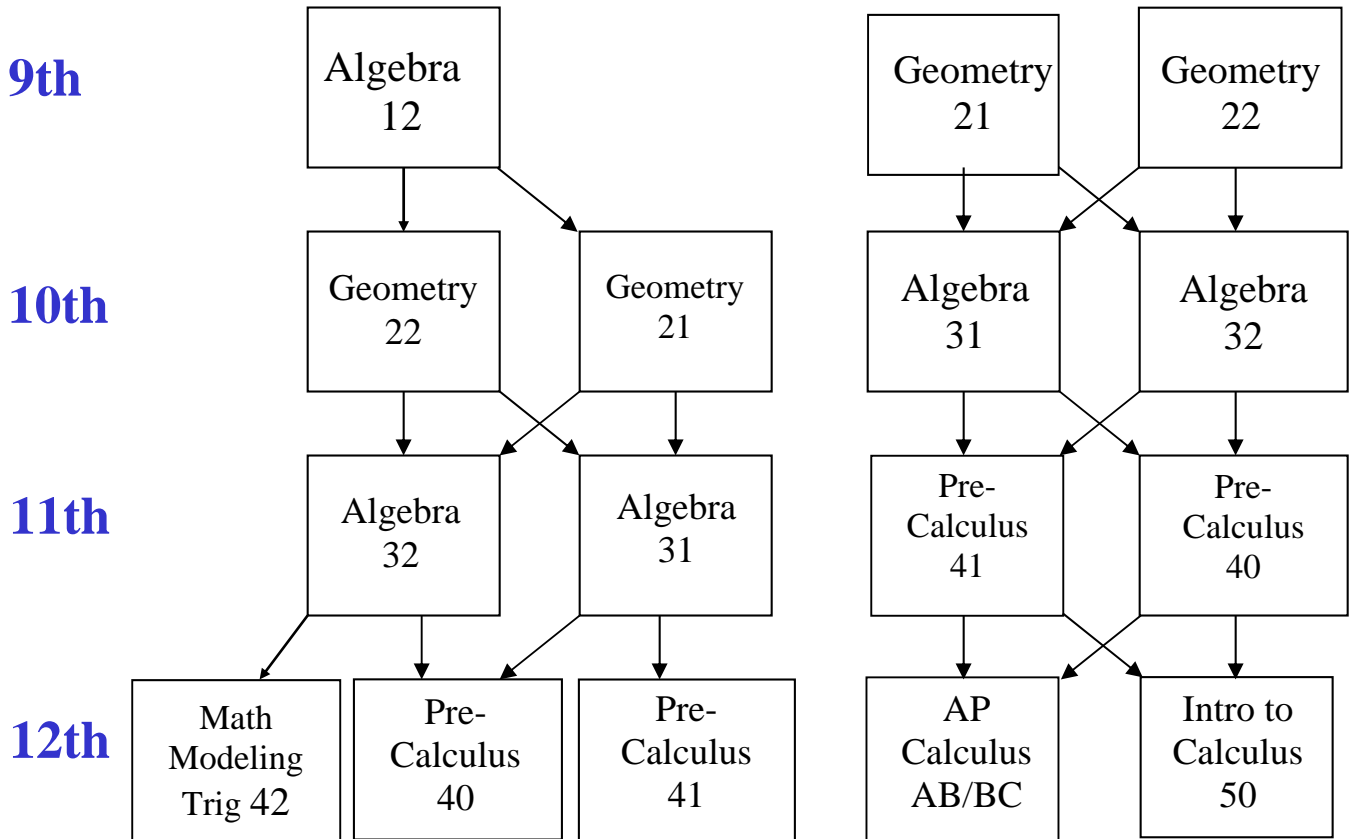 9th
Algebra
12
Geometry
21
Geometry
22
10th
Geometry
22
Geometry
21
Algebra
31
Algebra
32
11th
Algebra
32
Algebra
31
Pre-
Calculus
41
Pre-
Calculus
40
12th
Math
Modeling
Trig 42
Pre-
Calculus
40
Pre-
Calculus
41
AP
Calculus
AB/BC
Intro to
Calculus
50